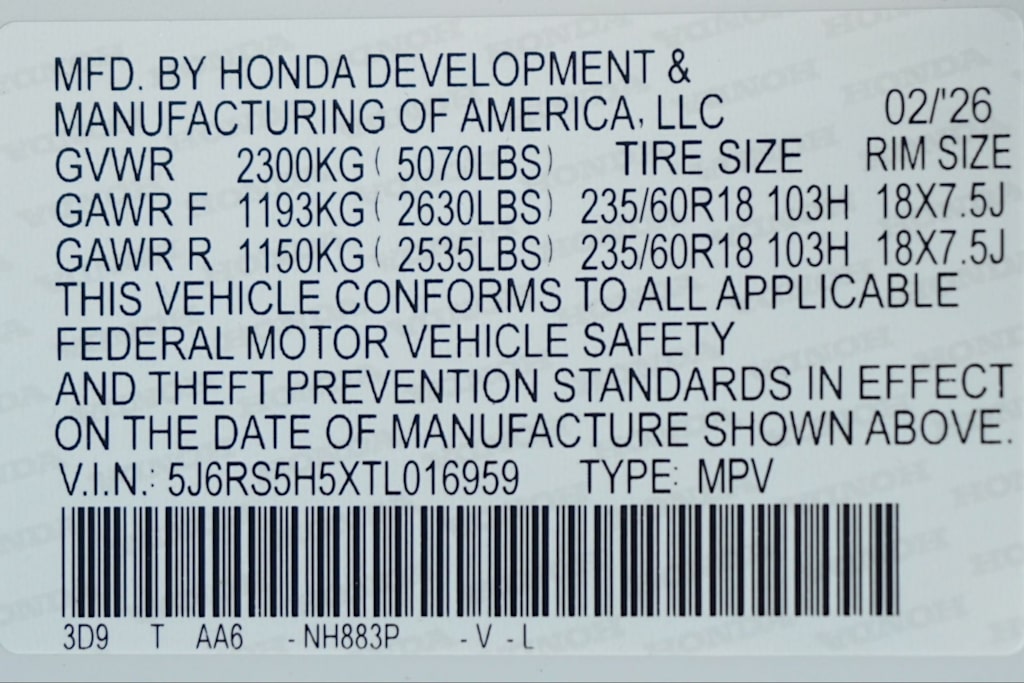 MFD. BY HONDA DEVELOPMENT &
MANUFACTURING OF AMERICA, LLC 02/'26
GVWR 2300KG ( 5070LBS) TIRE SIZE RIM SIZE
GAWR F 1193KG ( 2630LBS) 235/60R18 103H 18X7.5J
GAWR R 1150KG ( 2535LBS) 235/60R18 103H 18X7.5J
THIS VEHICLE CONFORMS TO ALL APPLICABLE
FEDERAL MOTOR VEHICLE SAFETY
AND THEFT PREVENTION STANDARDS IN EFFECT
ON THE DATE OF MANUFACTURE SHOWN ABOVE.
V.I.N.: 5J6RS5H5XTL016959 TYPE: MPV
3D9 T AA6 - NH883P - V - L